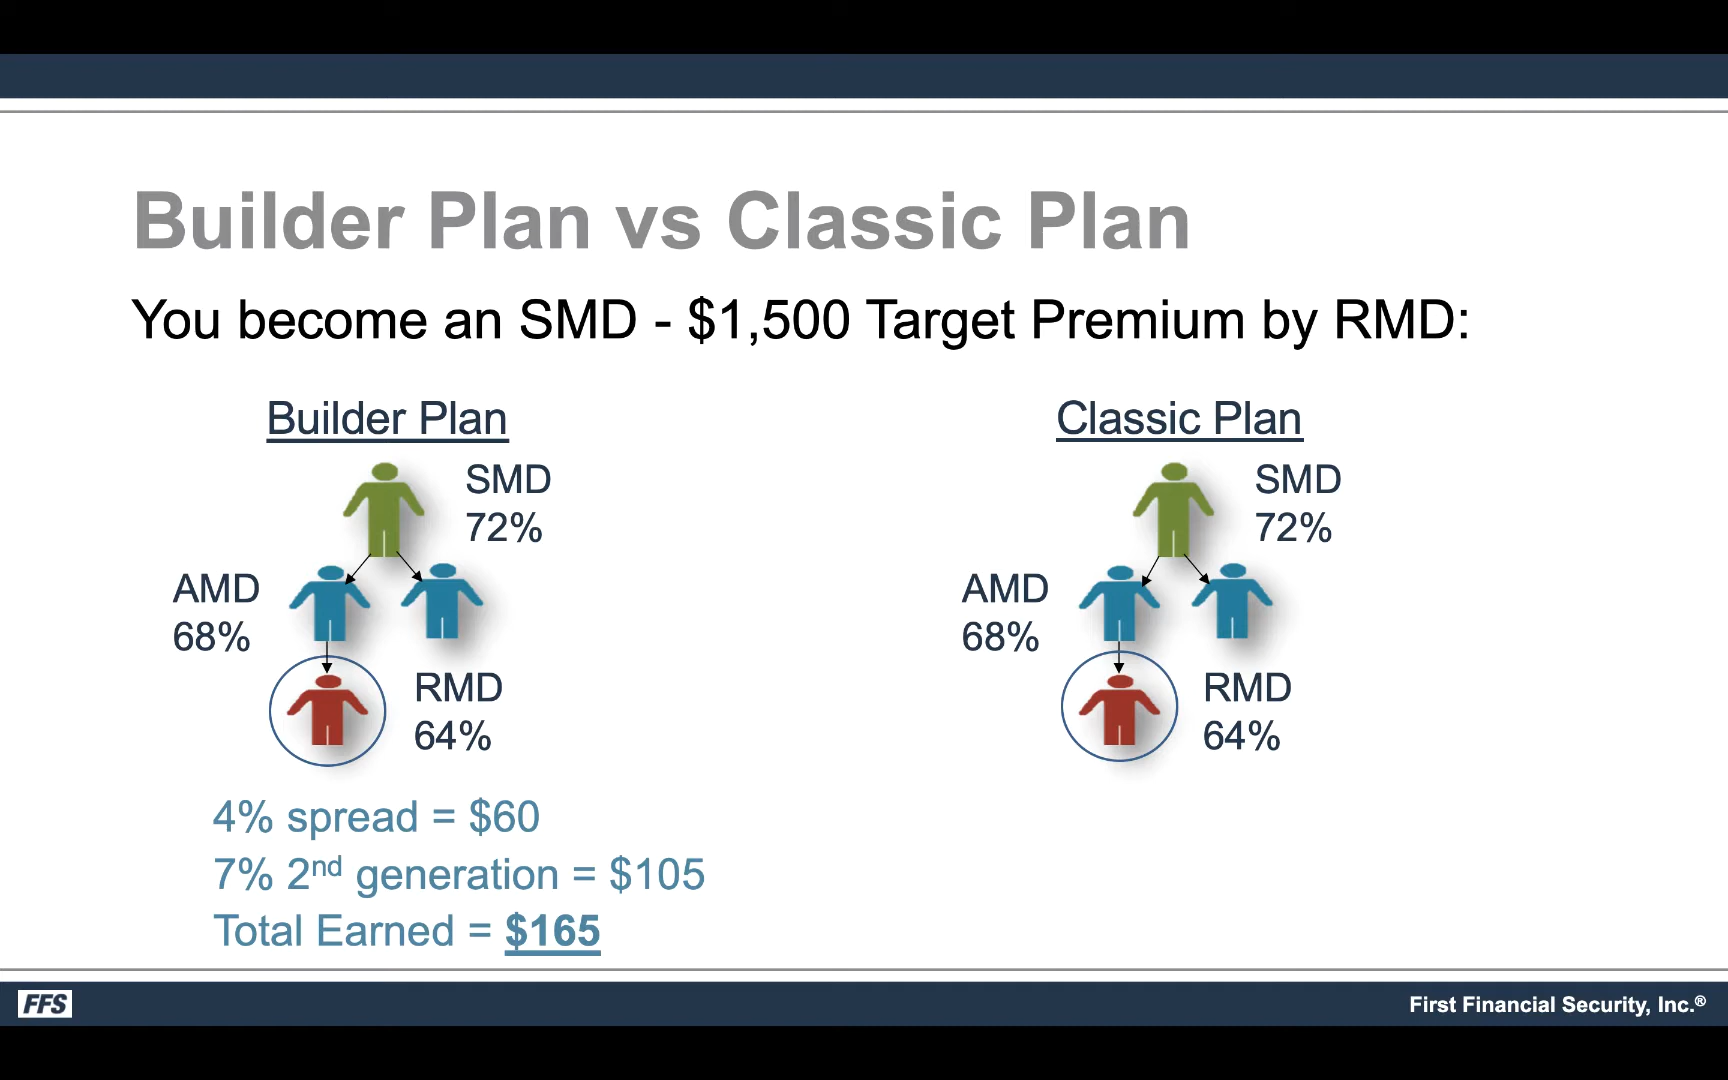 Builder Plan vs Classic Plan
You become an SMD - $1,500 Target Premium by RMD:
Builder Plan
SMD
72%
AMD
68%
RMD
64%
4% spread = $60
7% 2nd generation = $105
Total Earned = $165
Classic Plan
SMD
72%
AMD
68%
RMD
64%
FFS
First Financial Security, Inc.®